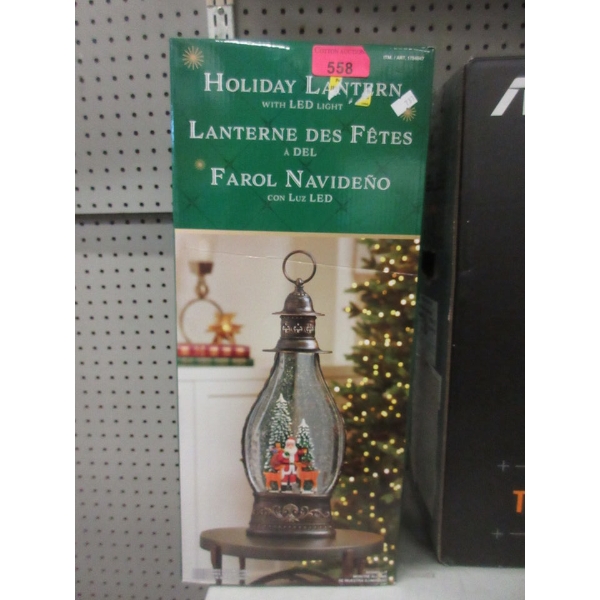 558
HOLIDAY LANTERN
WITH LED LIGHT
LANTERNE DES FÊTES
À DEL
FAROL NAVIDEÑO
CON LUZ LED